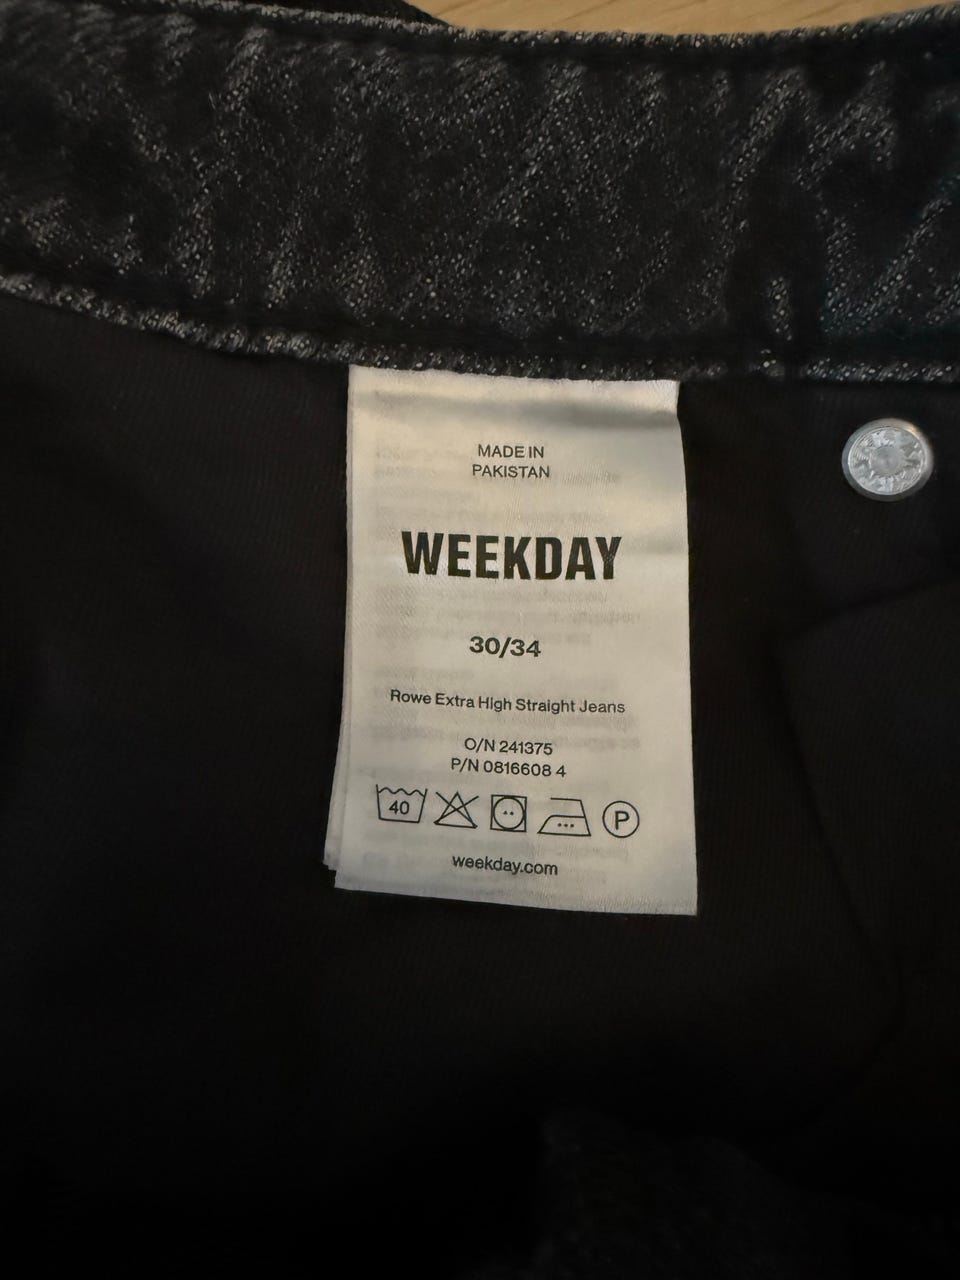 MADE IN
PAKISTAN
WEEKDAY
30/34
Rowe Extra High Straight Jeans
O/N 241375
P/N 0816608 4
40 P
weekday.com